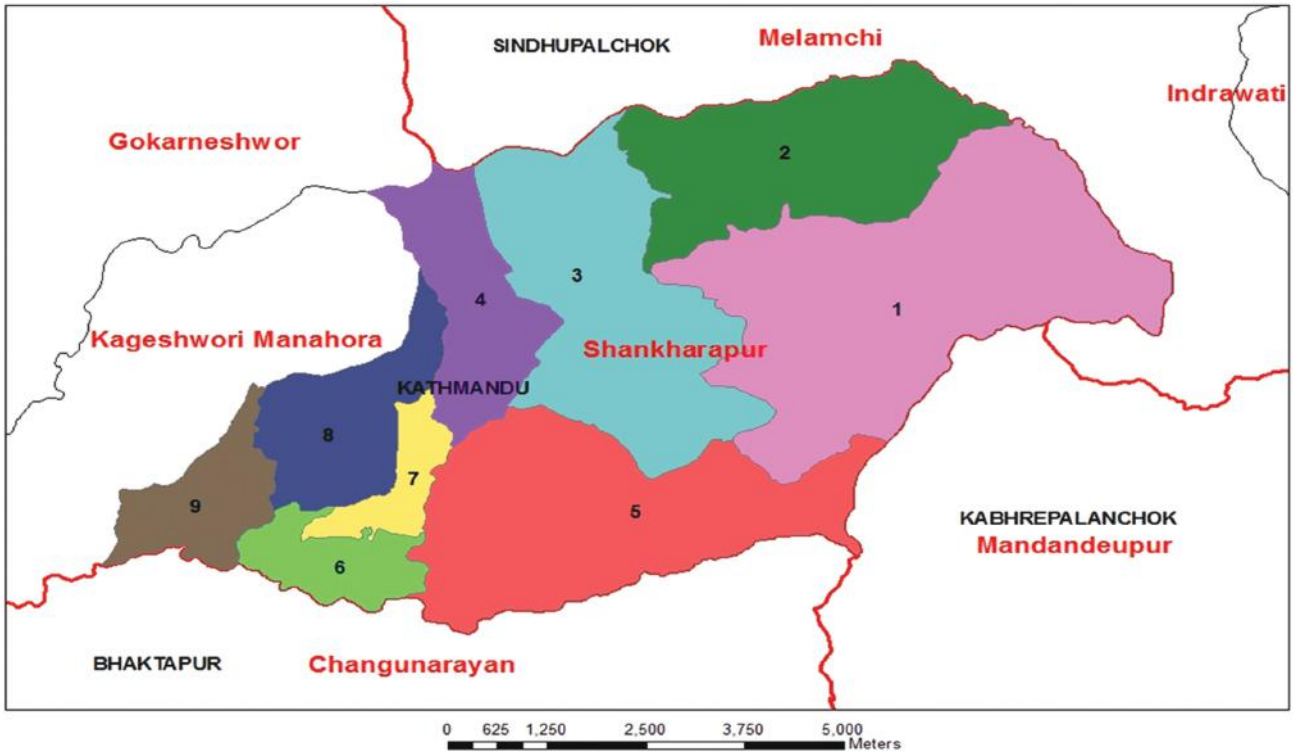 SINDHUPALCHOK
Melamchi
Indrawati
Gokarneshwor
2
3
4
1
Kageshwori Manahora
Shankharapur
KATHMANDU
8
7
9
5
KABHREPALANCHOK
Mandandeupur
6
BHAKTAPUR
Changunarayan
0 625 1,250 2,500 3,750 5,000
Meters